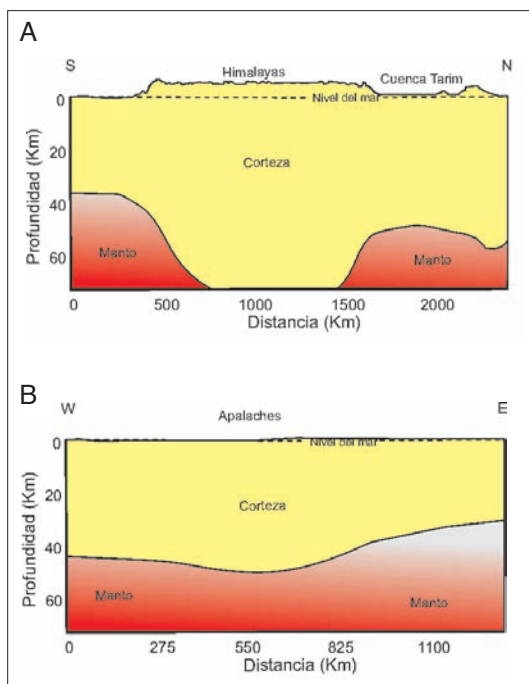 A
S
Himalayas
Cuenca Tarim
N
Nivel del mar
0
20
40
60
Profundidad (Km)
Corteza
Manto
Manto
0 500 1000 1500 2000
Distancia (Km)
B
W
Apalaches
E
Nivel del mar
0
20
40
60
Profundidad (Km)
Corteza
Manto
Manto
0 275 550 825 1100
Distancia (Km)